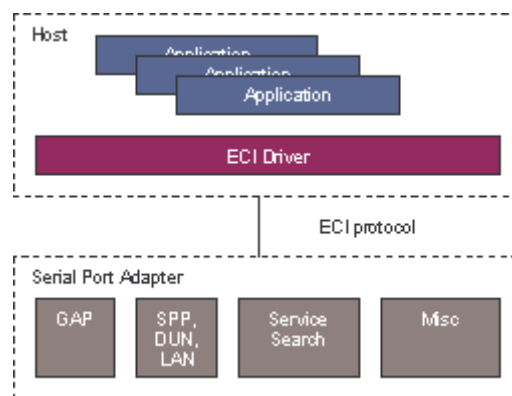 Host
Application
Application
Application
ECI Driver
ECI protocol
Serial Port Adapter
GAP
SPP,
DUN,
LAN
Service
Search
Misc